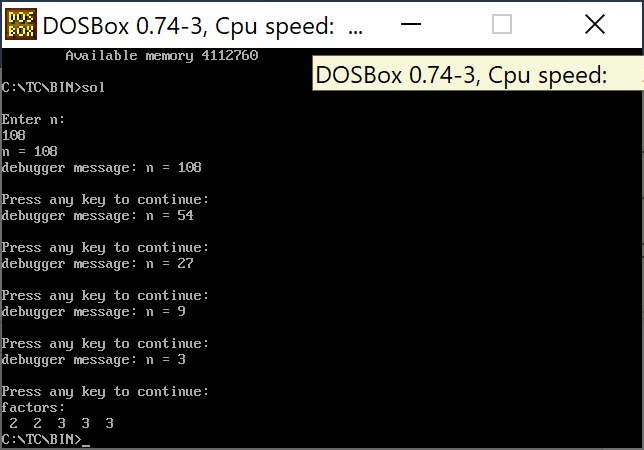 DOS
BOX
DOSBox 0.74-3, Cpu speed: ...
Available memory 4112760
DOSBox 0.74-3, Cpu speed:
C:\TC\BIN>sol
Enter n:
108
n = 108
debugger message: n = 108
Press any key to continue:
debugger message: n = 54
Press any key to continue:
debugger message: n = 27
Press any key to continue:
debugger message: n = 9
Press any key to continue:
debugger message: n = 3
Press any key to continue:
factors:
2 2 3 3 3
C:\TC\BIN>_